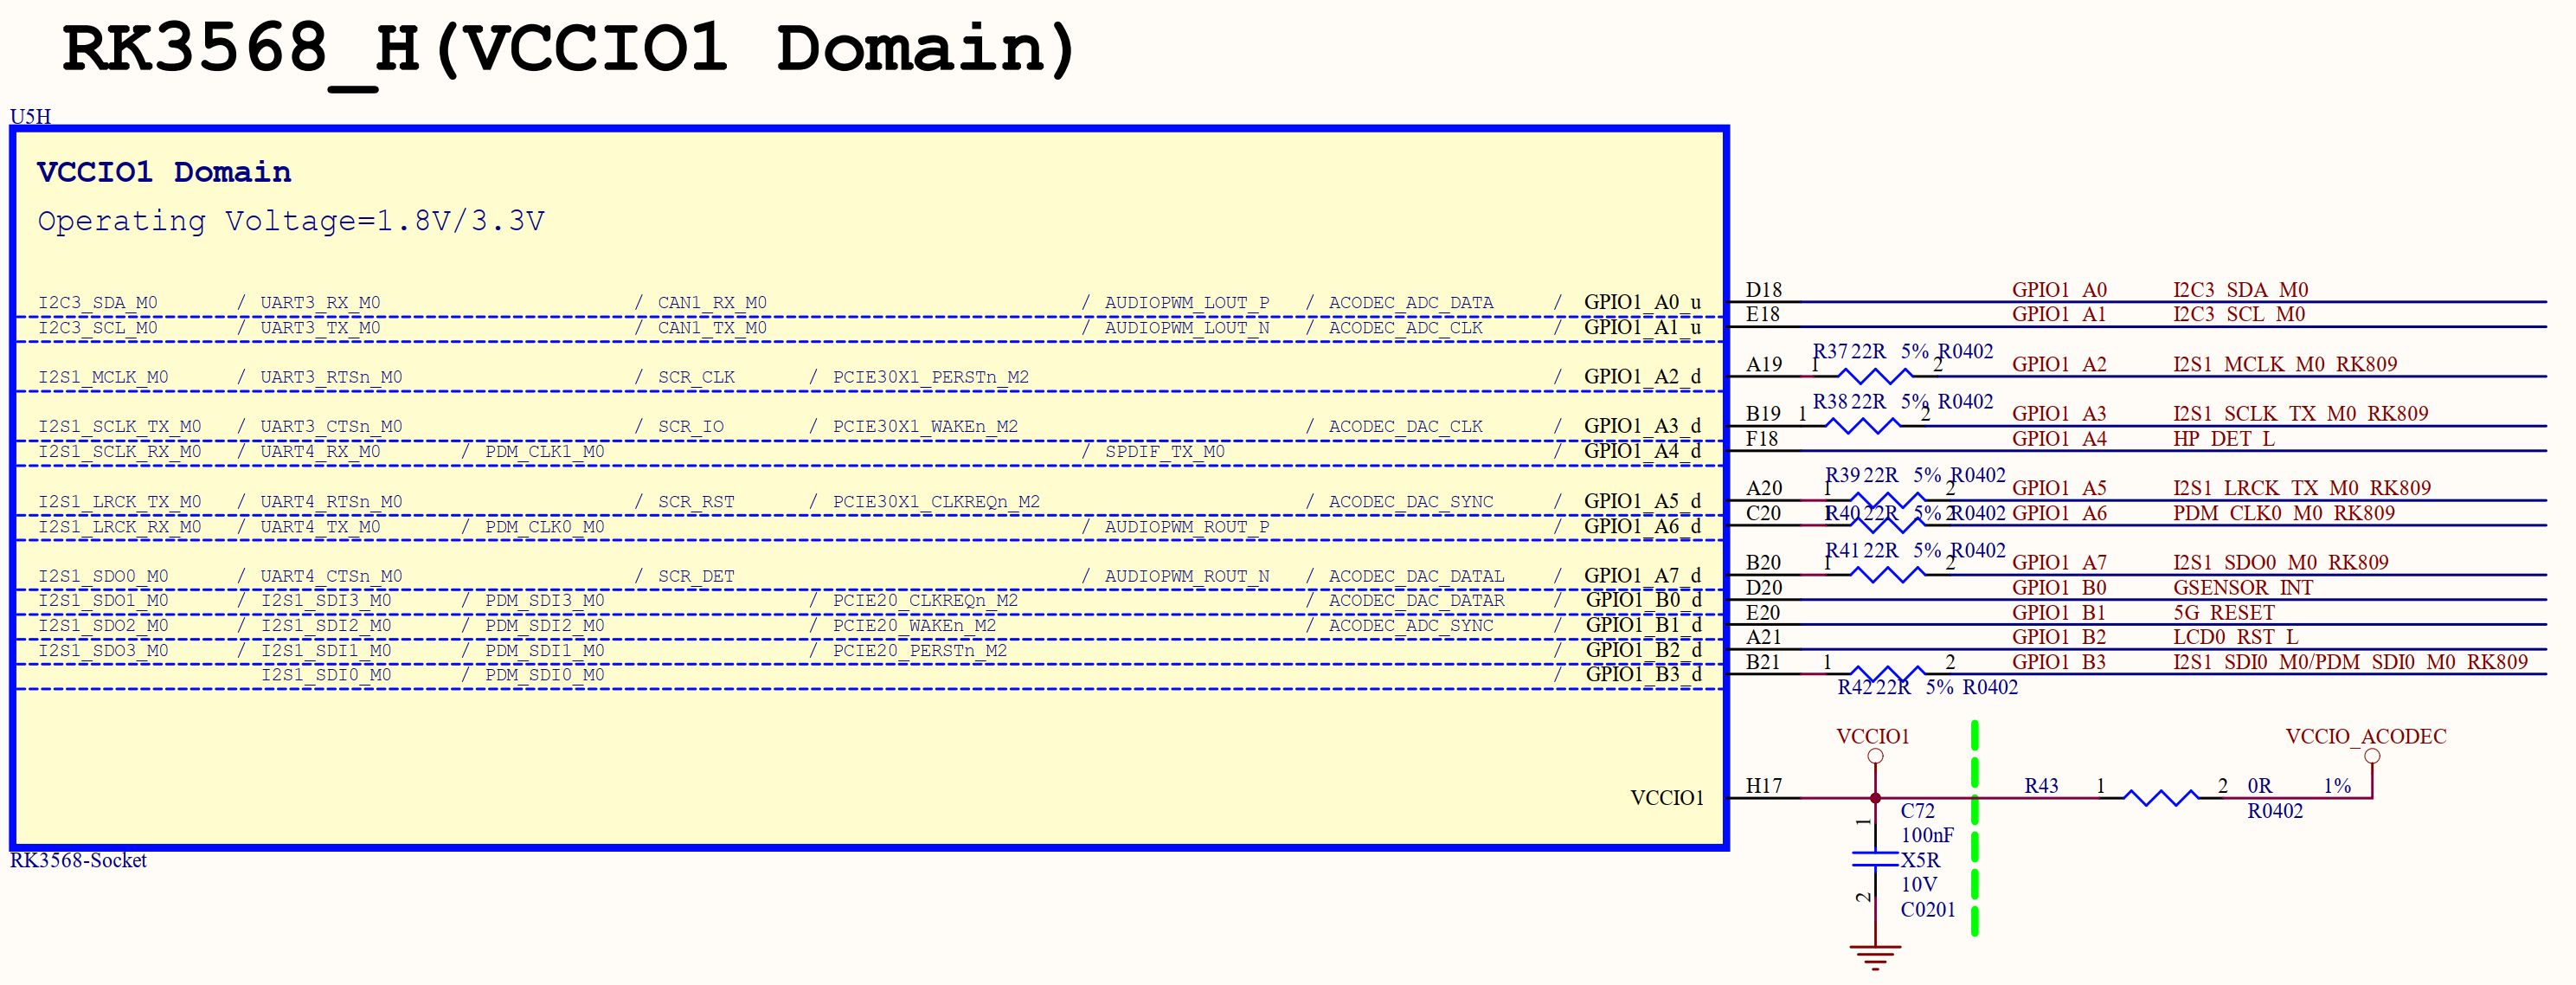 RK3568_H(VCCIO1 Domain)
U5H
VCCIO1 Domain
Operating Voltage=1.8V/3.3V
I2C3_SDA_M0 / UART3_RX_M0 / CAN1_RX_M0 / AUDIOPWM_LOUT_P / ACODEC_ADC_DATA / GPIO1_A0_u D18 GPIO1_A0 I2C3_SDA_M0
I2C3_SCL_M0 / UART3_TX_M0 / CAN1_TX_M0 / AUDIOPWM_LOUT_N / ACODEC_ADC_CLK / GPIO1_A1_u E18 GPIO1_A1 I2C3_SCL_M0
R37 22R 5% R0402
I2S1_MCLK_M0 / UART3_RTSn_M0 / SCR_CLK / PCIE30X1_PERSTn_M2 / GPIO1_A2_d A19 1 2 GPIO1_A2 I2S1_MCLK_M0_RK809
R38 22R 5% R0402
I2S1_SCLK_TX_M0 / UART3_CTSn_M0 / SCR_IO / PCIE30X1_WAKEn_M2 / ACODEC_DAC_CLK / GPIO1_A3_d B19 1 2 GPIO1_A3 I2S1_SCLK_TX_M0_RK809
I2S1_SCLK_RX_M0 / UART4_RX_M0 / PDM_CLK1_M0 / SPDIF_TX_M0 / GPIO1_A4_d F18 GPIO1_A4 HP_DET_L
R39 22R 5% R0402
I2S1_LRCK_TX_M0 / UART4_RTSn_M0 / SCR_RST / PCIE30X1_CLKREQn_M2 / ACODEC_DAC_SYNC / GPIO1_A5_d A20 1 2 GPIO1_A5 I2S1_LRCK_TX_M0_RK809
R40 22R 5% R0402
I2S1_LRCK_RX_M0 / UART4_TX_M0 / PDM_CLK0_M0 / AUDIOPWM_ROUT_P / GPIO1_A6_d C20 1 2 GPIO1_A6 PDM_CLK0_M0_RK809
R41 22R 5% R0402
I2S1_SDO0_M0 / UART4_CTSn_M0 / SCR_DET / AUDIOPWM_ROUT_N / ACODEC_DAC_DATAL / GPIO1_A7_d B20 1 2 GPIO1_A7 I2S1_SDO0_M0_RK809
I2S1_SDO1_M0 / I2S1_SDI3_M0 / PDM_SDI3_M0 / PCIE20_CLKREQn_M2 / ACODEC_DAC_DATAR / GPIO1_B0_d D20 GPIO1_B0 GSENSOR_INT
I2S1_SDO2_M0 / I2S1_SDI2_M0 / PDM_SDI2_M0 / PCIE20_WAKEn_M2 / ACODEC_ADC_SYNC / GPIO1_B1_d E20 GPIO1_B1 5G_RESET
I2S1_SDO3_M0 / I2S1_SDI1_M0 / PDM_SDI1_M0 / PCIE20_PERSTn_M2 / GPIO1_B2_d A21 GPIO1_B2 LCD0_RST_L
I2S1_SDI0_M0 / PDM_SDI0_M0 / GPIO1_B3_d B21 1 2 GPIO1_B3 I2S1_SDI0_M0/PDM_SDI0_M0_RK809
R42 22R 5% R0402
VCCIO1 VCCIO_ACODEC
VCCIO1 H17 R43 1 2 0R 1%
R0402
1 C72
100nF
X5R
10V
2 C0201
RK3568-Socket